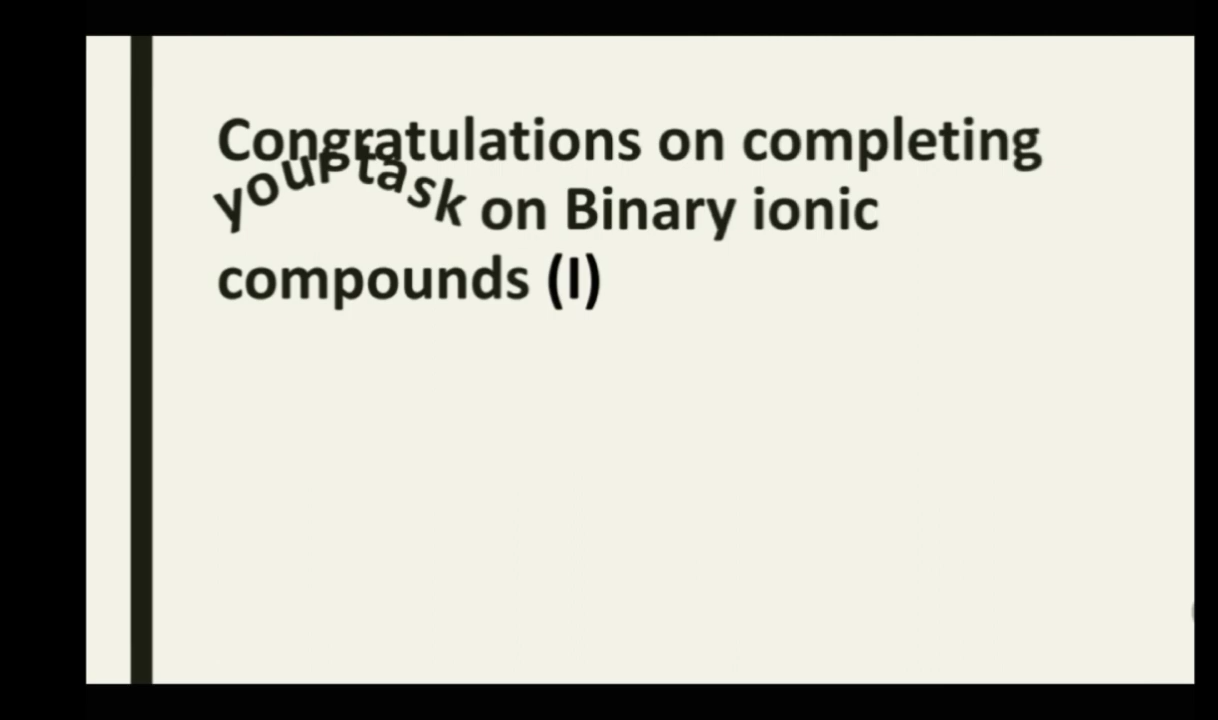 Congratulations on completing
your task on Binary ionic
compounds (I)